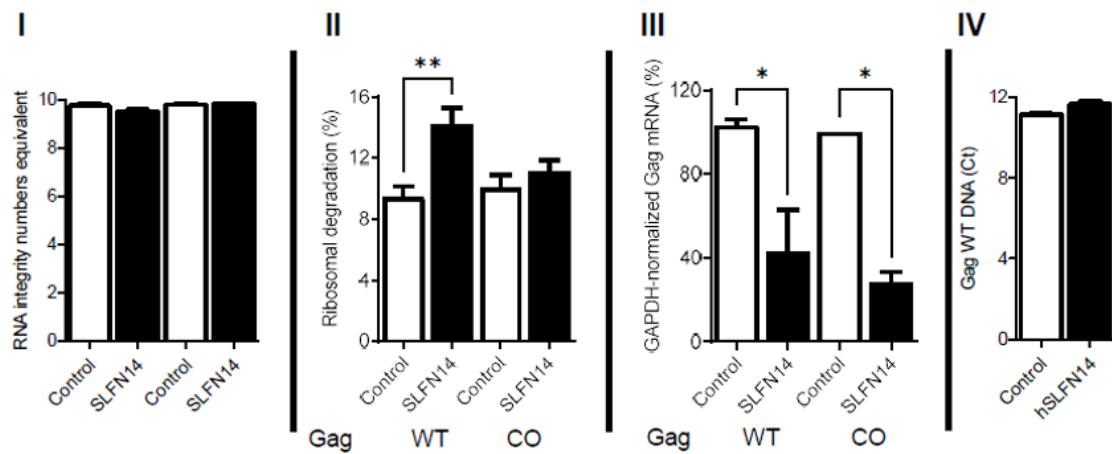 I
II
III
IV
RNA integrity numbers equivalent
10
8
6
4
2
0
Control
SLFN14
Control
SLFN14
Ribosomal degradation (%)
16
12
8
4
0
**
Control
SLFN14
Control
SLFN14
Gag WT CO
GAPDH-normalized Gag mRNA (%)
120
80
40
0
*
*
Control
SLFN14
Control
SLFN14
Gag WT CO
Gag WT DNA (Ct)
12
8
4
0
Control
hSLFN14